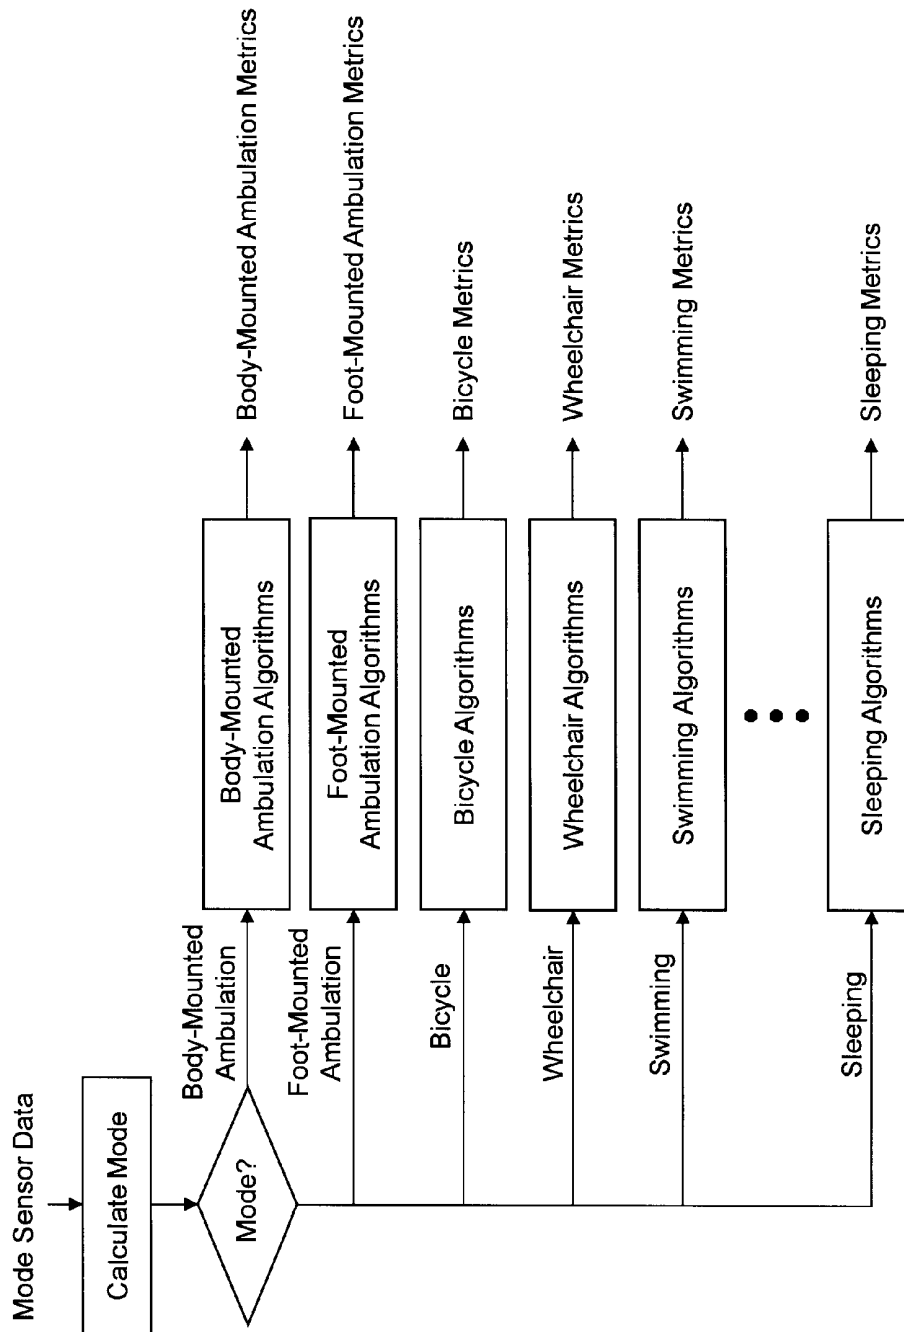 Mode Sensor Data
Calculate Mode
Mode?
Body-Mounted
Ambulation
Body-Mounted
Ambulation Algorithms
Body-Mounted Ambulation Metrics
Foot-Mounted
Ambulation
Foot-Mounted
Ambulation Algorithms
Foot-Mounted Ambulation Metrics
Bicycle
Bicycle Algorithms
Bicycle Metrics
Wheelchair
Wheelchair Algorithms
Wheelchair Metrics
Swimming
Swimming Algorithms
Swimming Metrics
Sleeping
Sleeping Algorithms
Sleeping Metrics